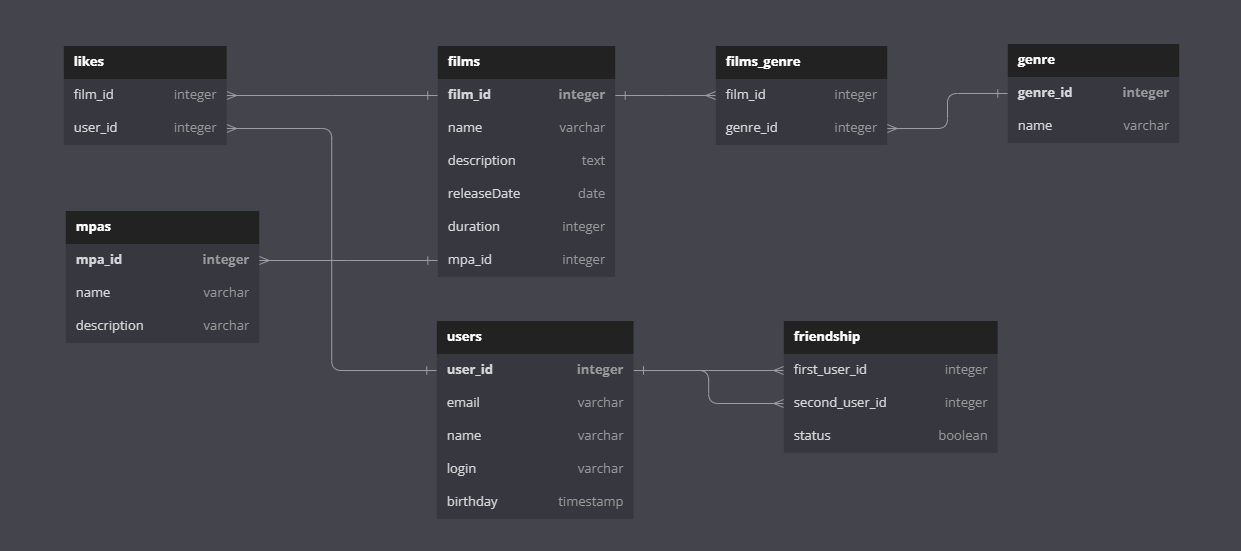 likes
film_id integer
user_id integer
films
film_id integer
name varchar
description text
releaseDate date
duration integer
mpa_id integer
films_genre
film_id integer
genre_id integer
genre
genre_id integer
name varchar
mpas
mpa_id integer
name varchar
description varchar
users
user_id integer
email varchar
name varchar
login varchar
birthday timestamp
friendship
first_user_id integer
second_user_id integer
status boolean